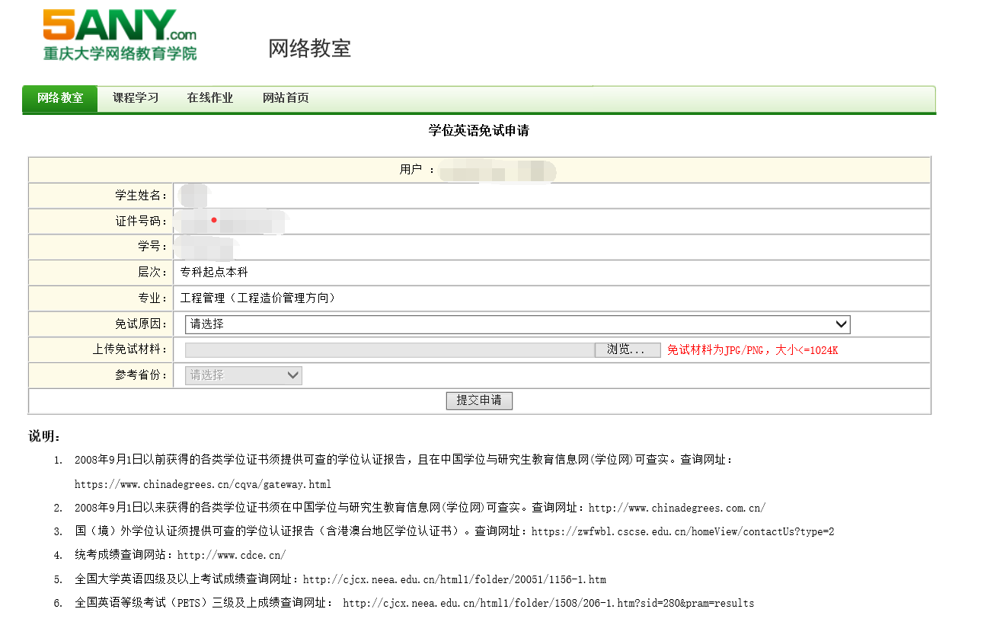 5ANY.com
重庆大学网络教育学院
网络教室
网络教室 课程学习 在线作业 网站首页
学位英语免试申请
用户 ：
学生姓名：
证件号码：
学号：
层次： 专科起点本科
专业： 工程管理（工程造价管理方向）
免试原因： 请选择
上传免试材料： 浏览... 免试材料为JPG/PNG，大小<=1024K
参考省份： 请选择
提交申请
说明：
1. 2008年9月1日以前获得的各类学位证书须提供可查的学位认证报告，且在中国学位与研究生教育信息网(学位网)可查实。查询网址：
https://www.chinadegrees.cn/cqva/gateway.html
2. 2008年9月1日以来获得的各类学位证书须在中国学位与研究生教育信息网(学位网)可查实。查询网址：http://www.chinadegrees.com.cn/
3. 国（境）外学位认证须提供可查的学位认证报告（含港澳台地区学位认证书）。查询网址：https://zwfwbl.cscse.edu.cn/homeView/contactUs?type=2
4. 统考成绩查询网站：http://www.cdce.cn/
5. 全国大学英语四级及以上考试成绩查询网址：http://cjcx.neea.edu.cn/html1/folder/20051/1156-1.htm
6. 全国英语等级考试（PETS）三级及上成绩查询网址： http://cjcx.neea.edu.cn/html1/folder/1508/206-1.htm?sid=280&pram=results